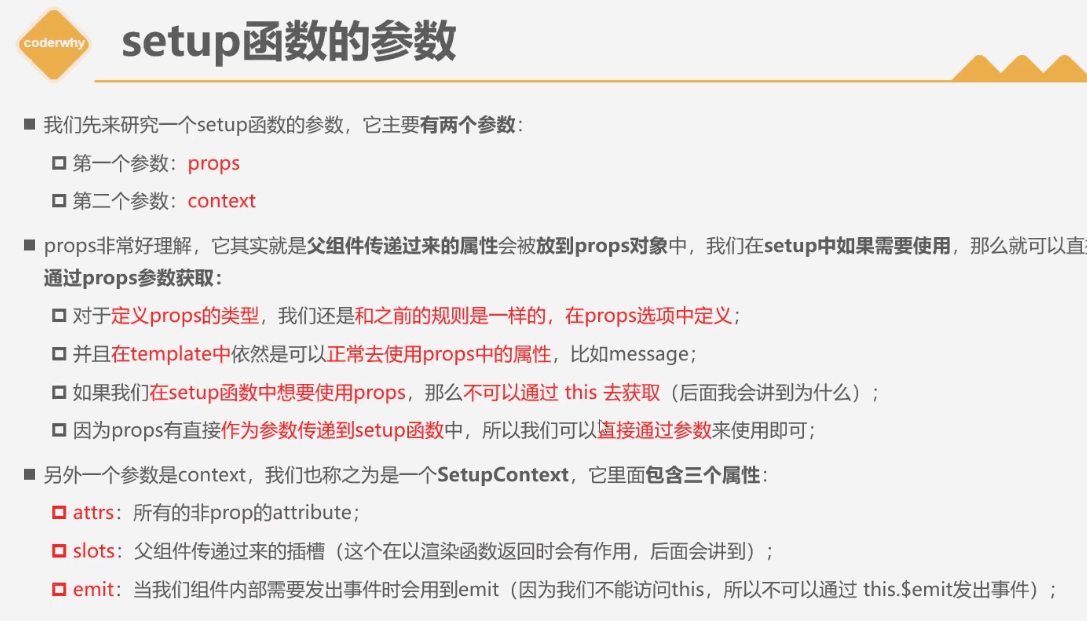 coderwhy
setup函数的参数
我们先来研究一个setup函数的参数，它主要有两个参数：
第一个参数：props
第二个参数：context
props非常好理解，它其实就是父组件传递过来的属性会被放到props对象中，我们在setup中如果需要使用，那么就可以直
通过props参数获取：
对于定义props的类型，我们还是和之前的规则是一样的，在props选项中定义；
并且在template中依然是可以正常去使用props中的属性，比如message；
如果我们在setup函数中想要使用props，那么不可以通过 this 去获取（后面我会讲到为什么）；
因为props有直接作为参数传递到setup函数中，所以我们可以直接通过参数来使用即可；
另外一个参数是context，我们也称之为是一个SetupContext，它里面包含三个属性：
attrs：所有的非prop的attribute；
slots：父组件传递过来的插槽（这个在以渲染函数返回时会有作用，后面会讲到）；
emit：当我们组件内部需要发出事件时会用到emit（因为我们不能访问this，所以不可以通过 this.$emit发出事件）；